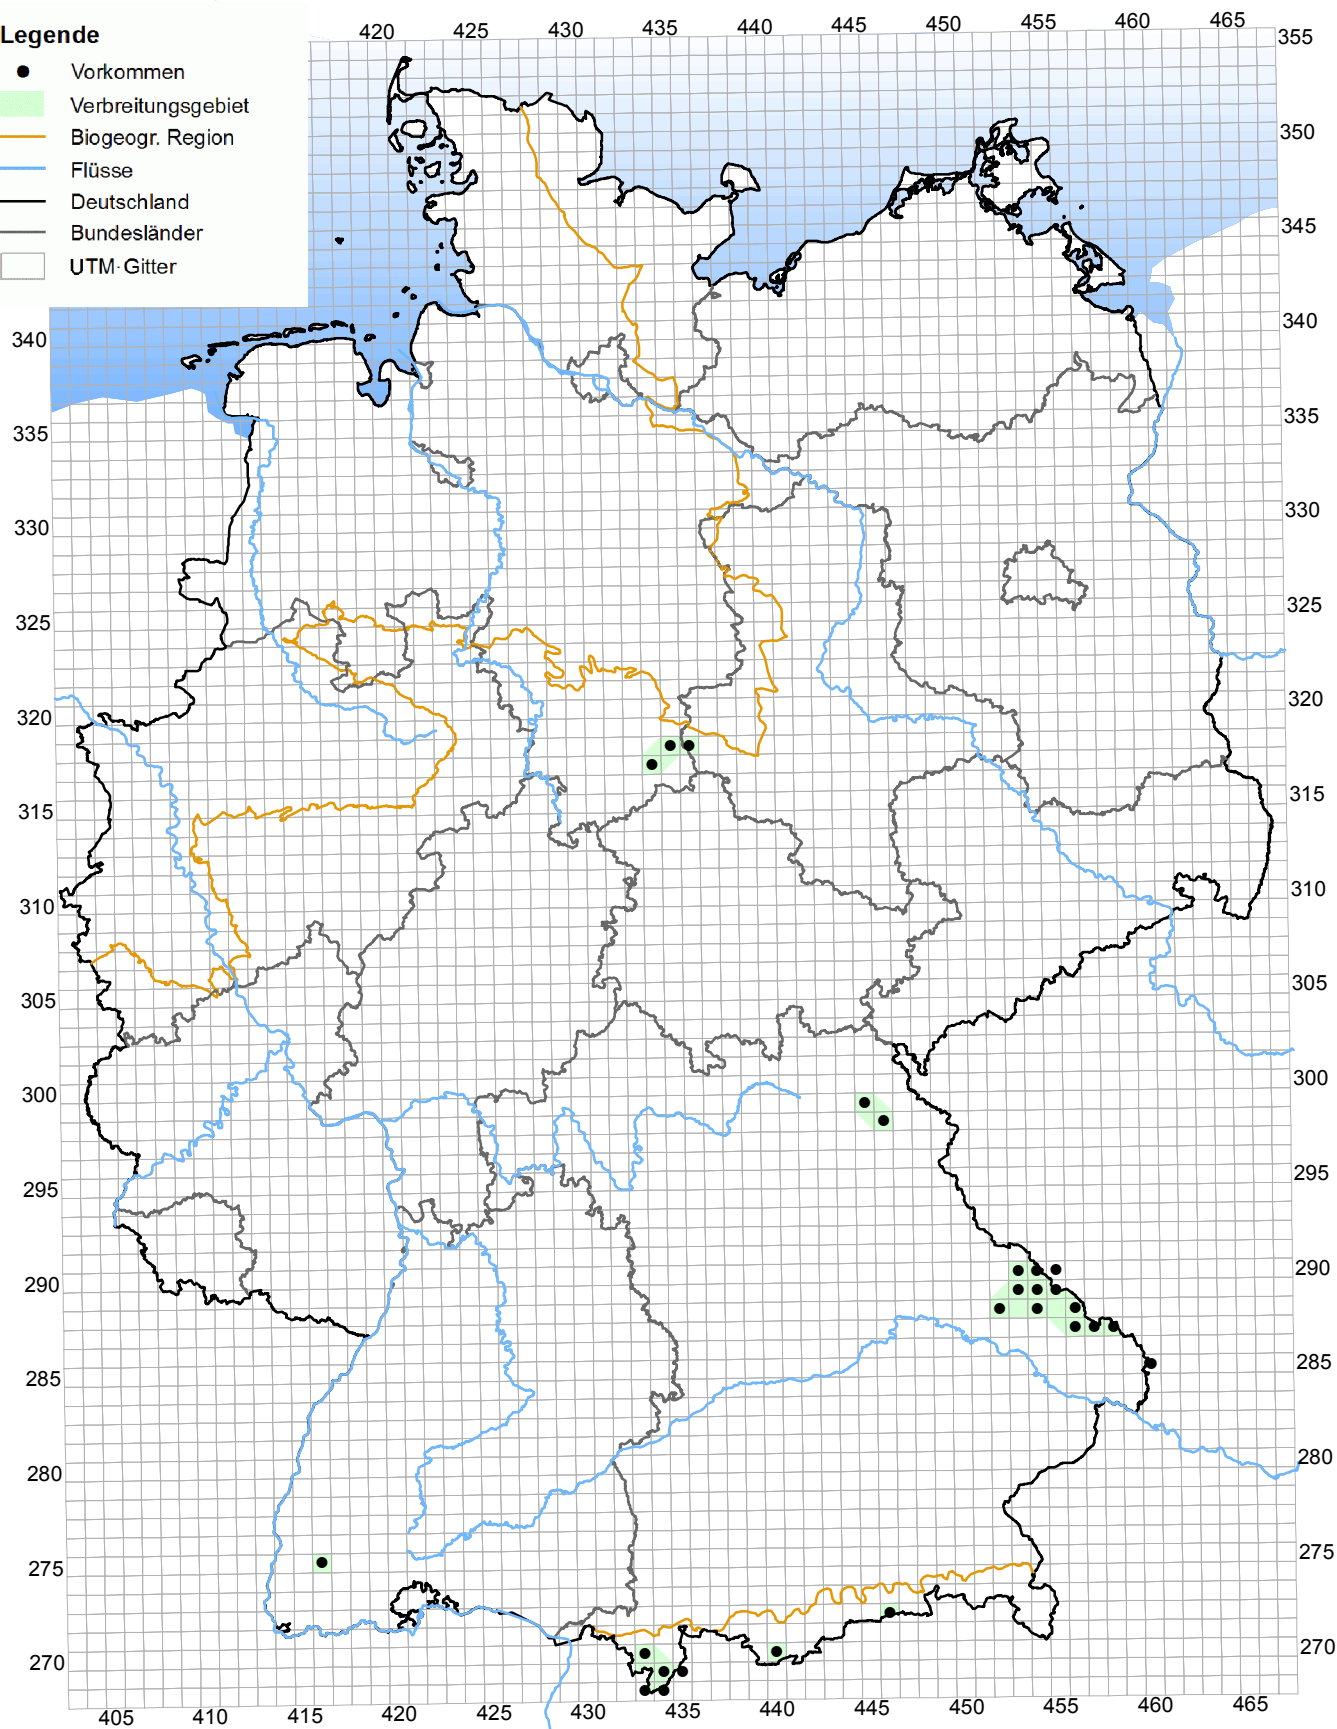 Legende
Vorkommen
Verbreitungsgebiet
Biogeogr. Region
Flüsse
Deutschland
Bundesländer
UTM-Gitter
420 425 430 435 440 445 450 455 460 465
355
350
345
340 340
335 335
330 330
325 325
320 320
315 315
310 310
305 305
300 300
295 295
290 290
285 285
280 280
275 275
270 270
405 410 415 420 425 430 435 440 445 450 455 460 465